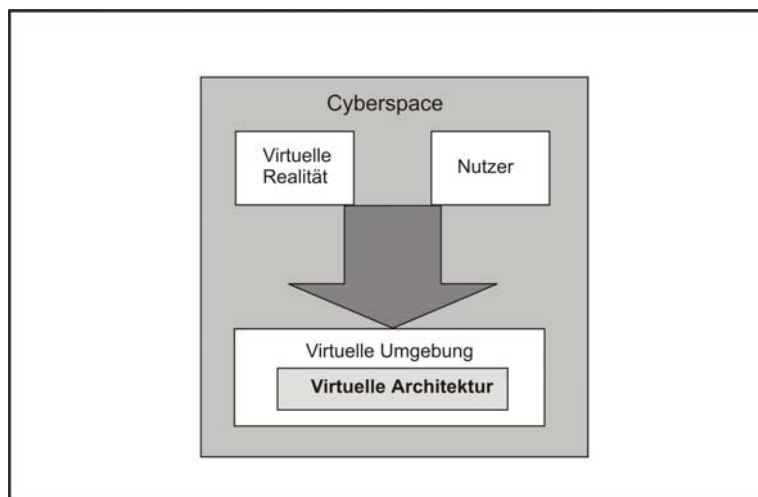 Cyberspace
Virtuelle
Realität
Nutzer
Virtuelle Umgebung
Virtuelle Architektur